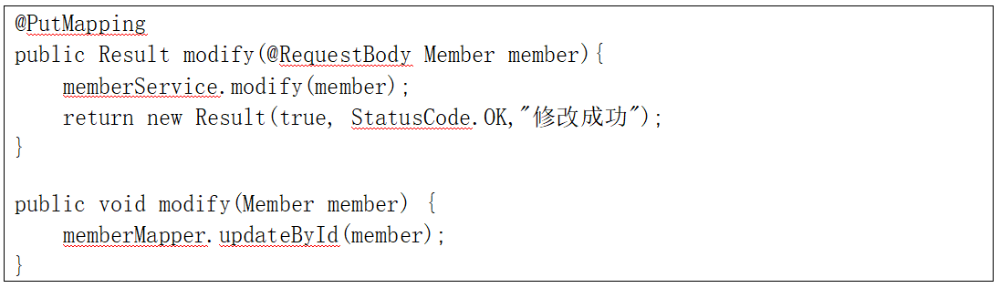 @PutMapping
public Result modify(@RequestBody Member member){
    memberService.modify(member);
    return new Result(true, StatusCode.OK,"修改成功");
}

public void modify(Member member) {
    memberMapper.updateById(member);
}